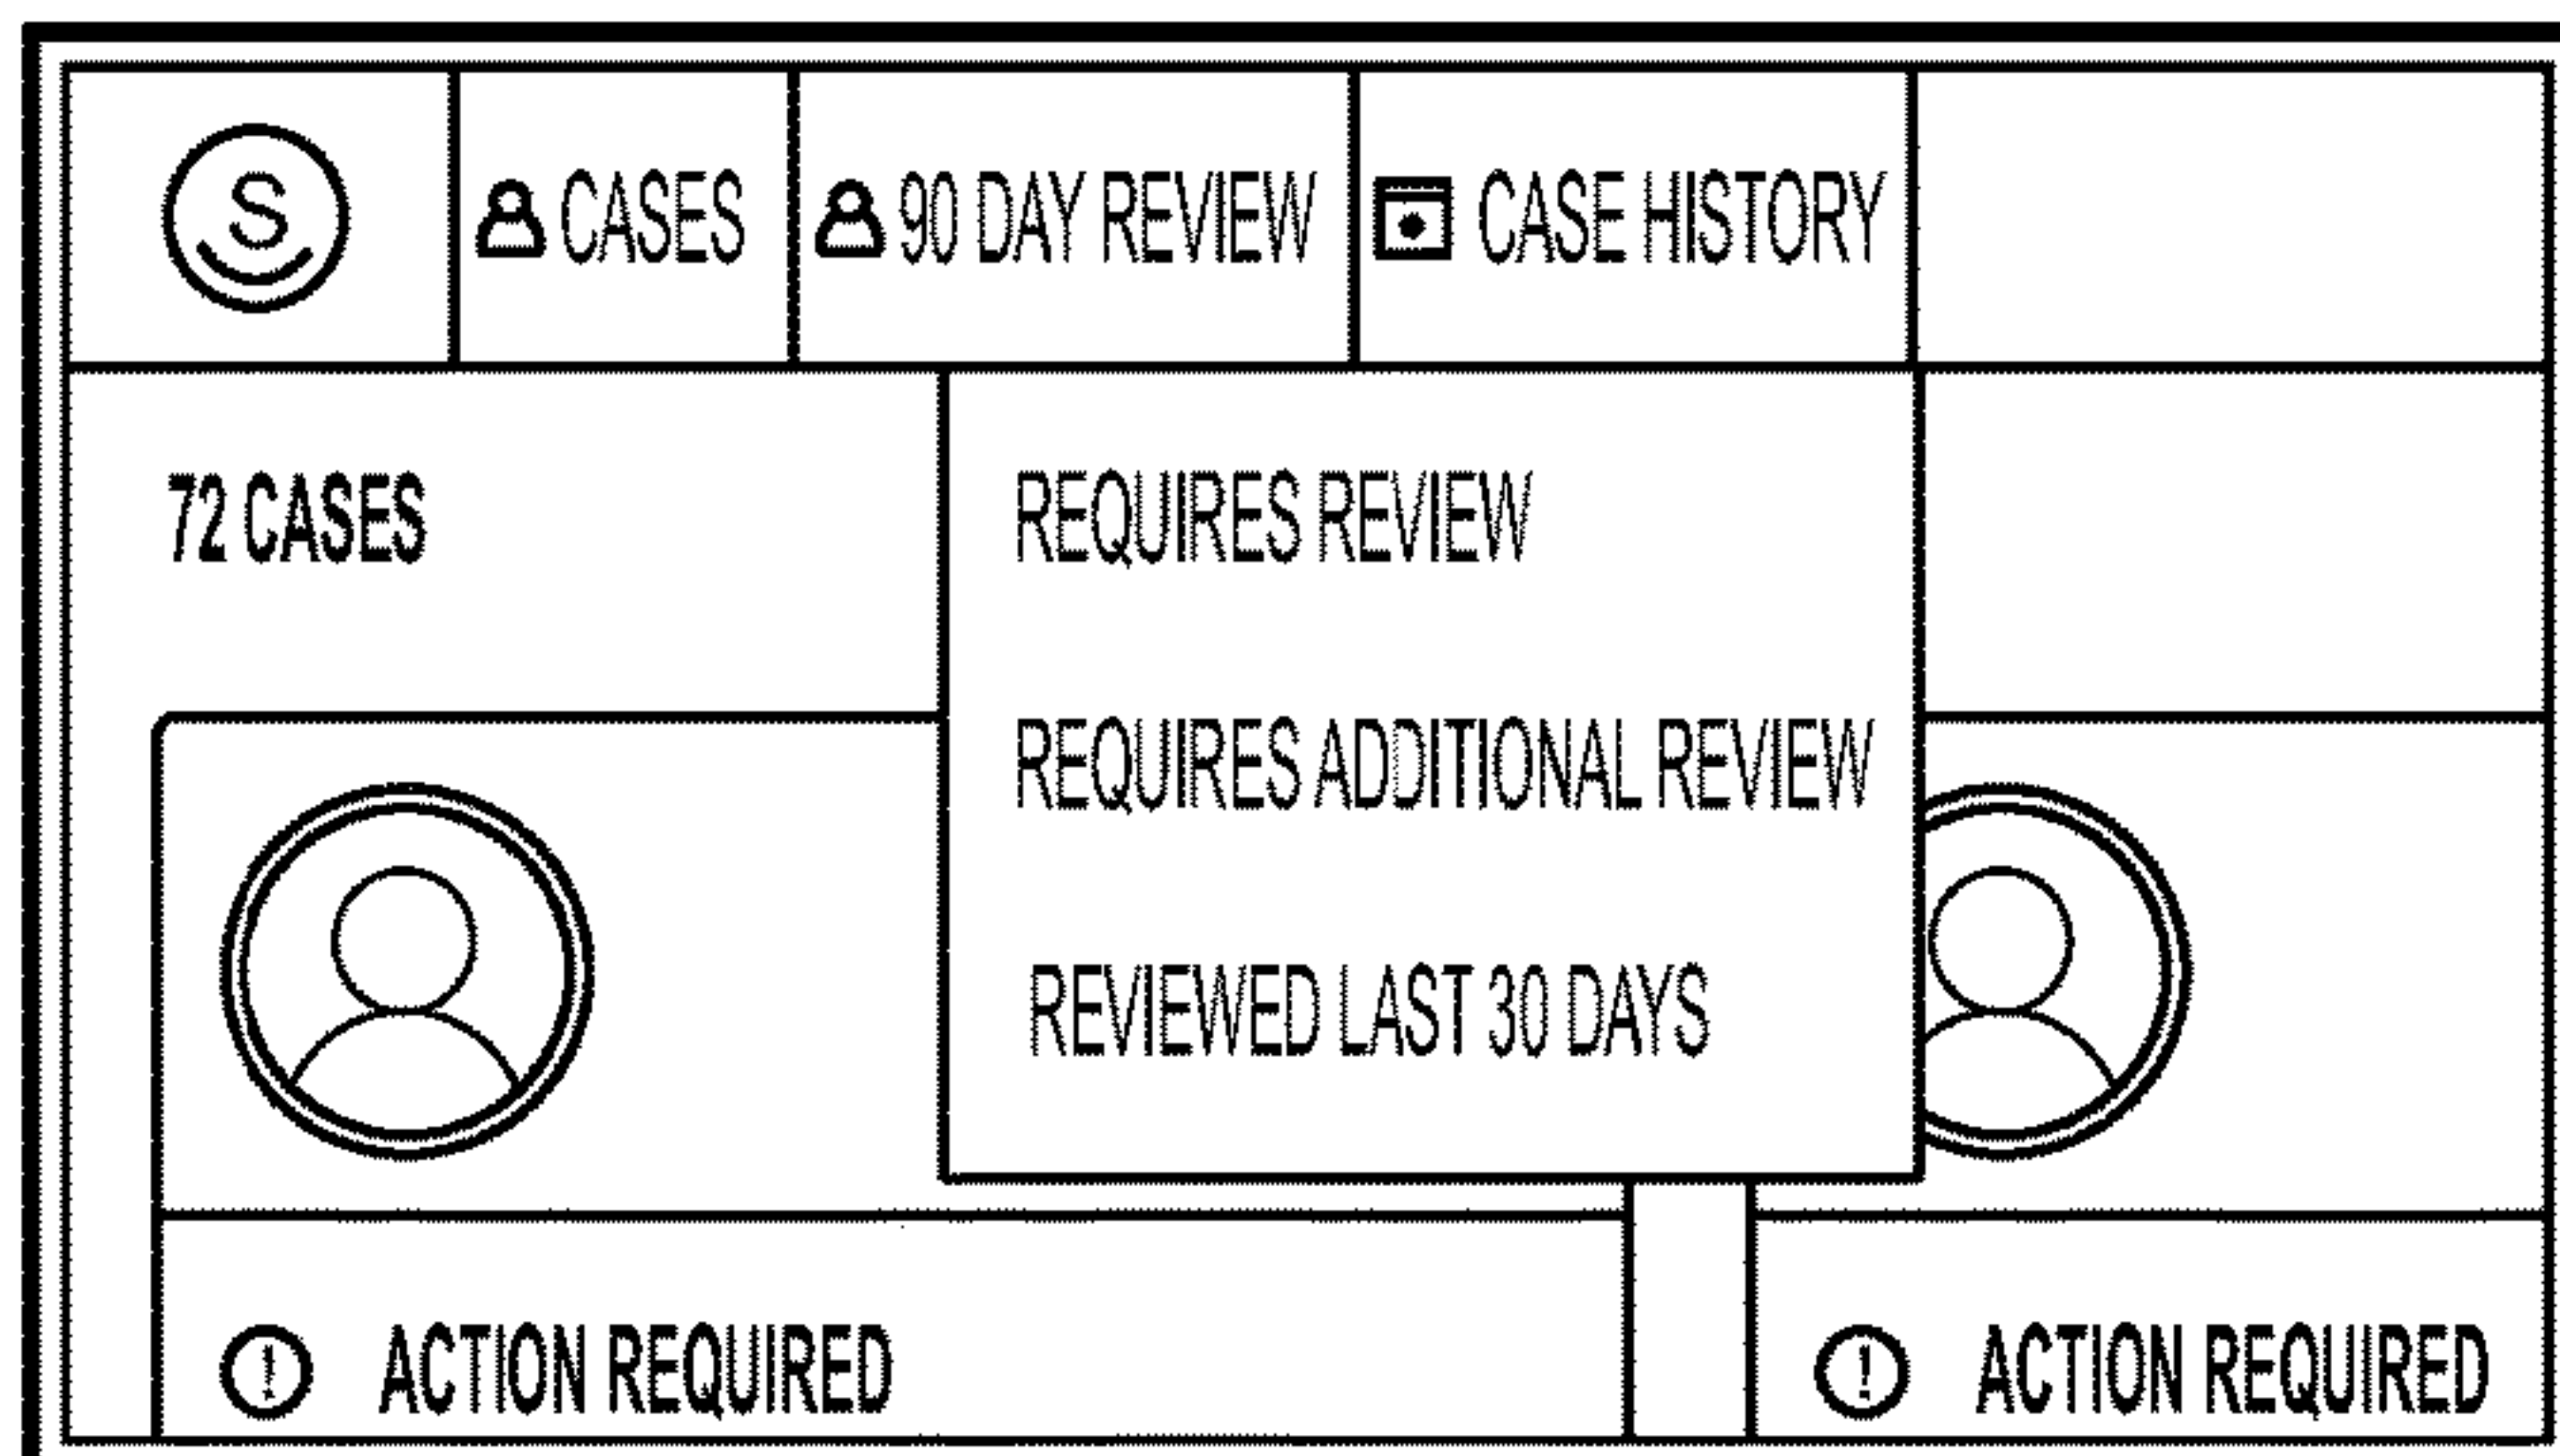 S
CASES
90 DAY REVIEW
CASE HISTORY
72 CASES
REQUIRES REVIEW
REQUIRES ADDITIONAL REVIEW
REVIEWED LAST 30 DAYS
! ACTION REQUIRED
! ACTION REQUIRED